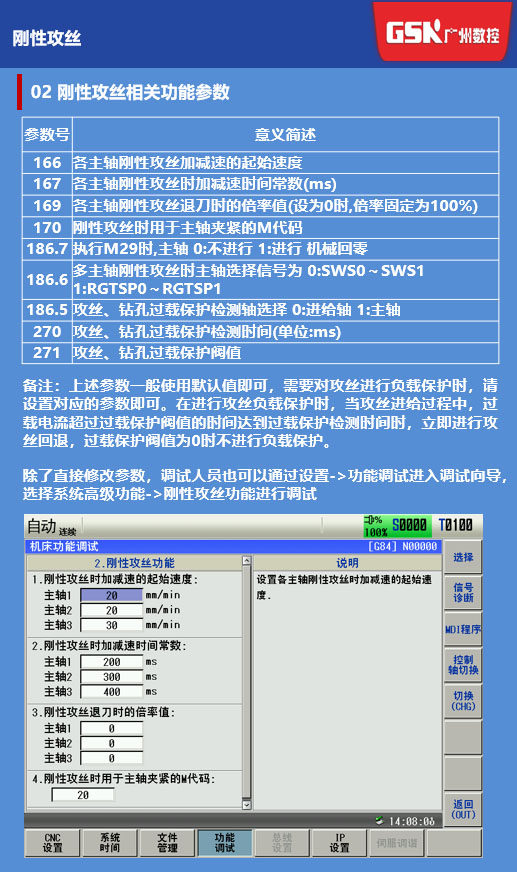 刚性攻丝
GSK广州数控
02 刚性攻丝相关功能参数
参数号 意义简述
166 各主轴刚性攻丝加减速的起始速度
167 各主轴刚性攻丝时加减速时间常数(ms)
169 各主轴刚性攻丝退刀时的倍率值(设为0时,倍率固定为100%)
170 刚性攻丝时用于主轴夹紧的M代码
186.7 执行M29时,主轴 0:不进行 1:进行 机械回零
186.6 多主轴刚性攻丝时主轴选择信号为 0:SWS0～SWS1
1:RGTSP0～RGTSP1
186.5 攻丝、钻孔过载保护检测轴选择 0:进给轴 1:主轴
270 攻丝、钻孔过载保护检测时间(单位:ms)
271 攻丝、钻孔过载保护阀值
备注：上述参数一般使用默认值即可，需要对攻丝进行负载保护时，请
设置对应的参数即可。在进行攻丝负载保护时，当攻丝进给过程中，过
载电流超过过载保护阀值的时间达到过载保护检测时间时，立即进行攻
丝回退，过载保护阀值为0时不进行负载保护。
除了直接修改参数，调试人员也可以通过设置->功能调试进入调试向导，
选择系统高级功能->刚性攻丝功能进行调试
自动 连续
% 100% S0000 T0100
机床功能调试 [G84] N00000
2.刚性攻丝功能
1.刚性攻丝时加减速的起始速度:
主轴1 20 mm/min
主轴2 20 mm/min
主轴3 30 mm/min
2.刚性攻丝时加减速时间常数:
主轴1 200 ms
主轴2 300 ms
主轴3 400 ms
3.刚性攻丝退刀时的倍率值:
主轴1 0
主轴2 0
主轴3 0
4.刚性攻丝时用于主轴夹紧的M代码:
20
说明
设置各主轴刚性攻丝时加减速的起始速
度.
选择
信号
诊断
MDI程序
控制
轴切换
切换
(CHG)
返回
(OUT)
14:08:06
CNC
设置
系统
时间
文件
管理
功能
调试
总线
设置
IP
设置
伺服调谐